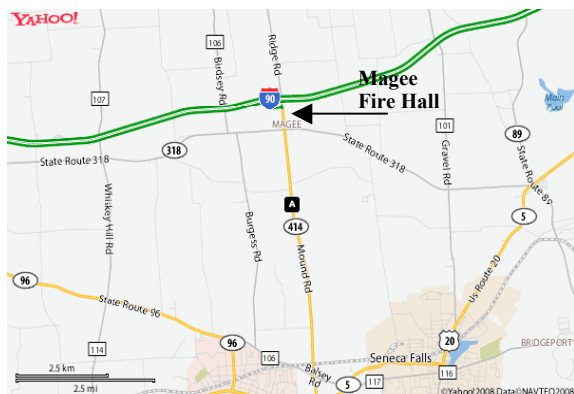 YAHOO!
106
Ridge Rd
Birdsey Rd
Magee
Fire Hall
90
107
MAGEE
101
Main Pool
89
State Route 318
318
State Route 318
Gravel Rd
State Route 89
Whiskey Hill Rd
Burgess Rd
A
414
Mound Rd
5
96
State Route 96
Us Route 20
96
20
BRIDGEPORT
114
106
Seneca Falls
2.5 km
Balsey Rd
5
117
116
2.5 mi
©Yahoo!2008 Data©NAVTEQ2008